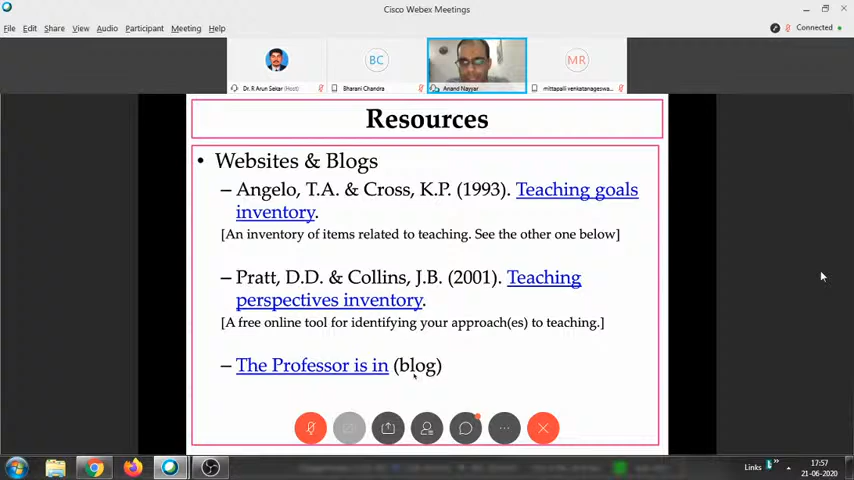 Cisco Webex Meetings
File Edit Share View Audio Participant Meeting Help
Connected
BC
MR
Dr. R Arun Sekar (Host)
Bharani Chandra
Anand Nayyar
mittapalli venkatanageswa...
Resources
• Websites & Blogs
– Angelo, T.A. & Cross, K.P. (1993). Teaching goals
inventory.
[An inventory of items related to teaching. See the other one below]
– Pratt, D.D. & Collins, J.B. (2001). Teaching
perspectives inventory.
[A free online tool for identifying your approach(es) to teaching.]
– The Professor is in (blog)
Links
17:57
21-06-2020